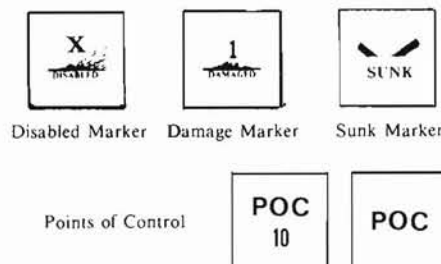 X
DISABLED
1
DAMAGED
SUNK
Disabled Marker Damage Marker Sunk Marker
Points of Control
POC
10
POC